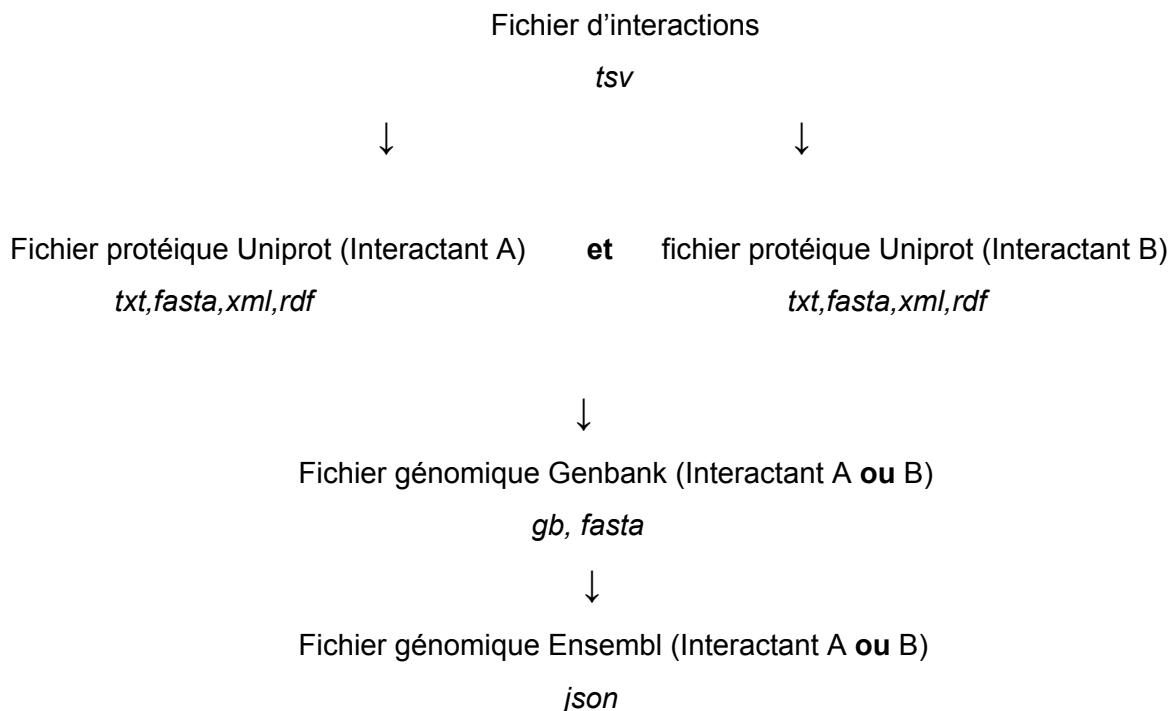 Fichier d’interactions
tsv
↓ ↓
Fichier protéique Uniprot (Interactant A) et fichier protéique Uniprot (Interactant B)
txt,fasta,xml,rdf txt,fasta,xml,rdf
↓
Fichier génomique Genbank (Interactant A ou B)
gb, fasta
↓
Fichier génomique Ensembl (Interactant A ou B)
json